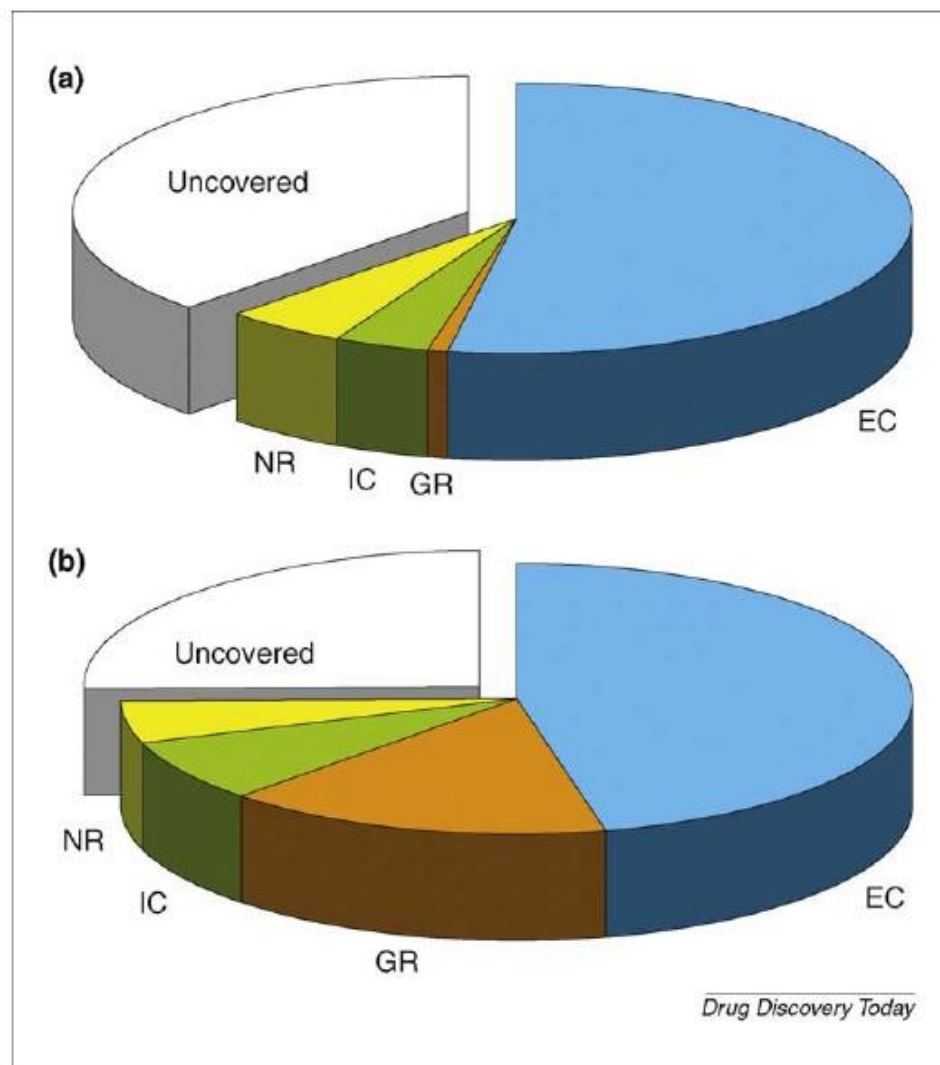 (a)
Uncovered
EC
NR
IC
GR
(b)
Uncovered
NR
IC
EC
GR
Drug Discovery Today